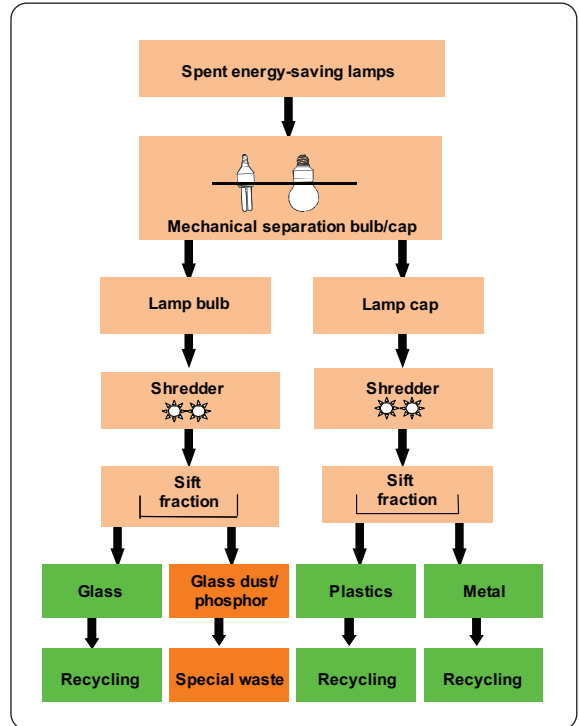 Spent energy-saving lamps
Mechanical separation bulb/cap
Lamp bulb
Lamp cap
Shredder
Shredder
Sift
fraction
Sift
fraction
Glass
Glass dust/
phosphor
Plastics
Metal
Recycling
Special waste
Recycling
Recycling